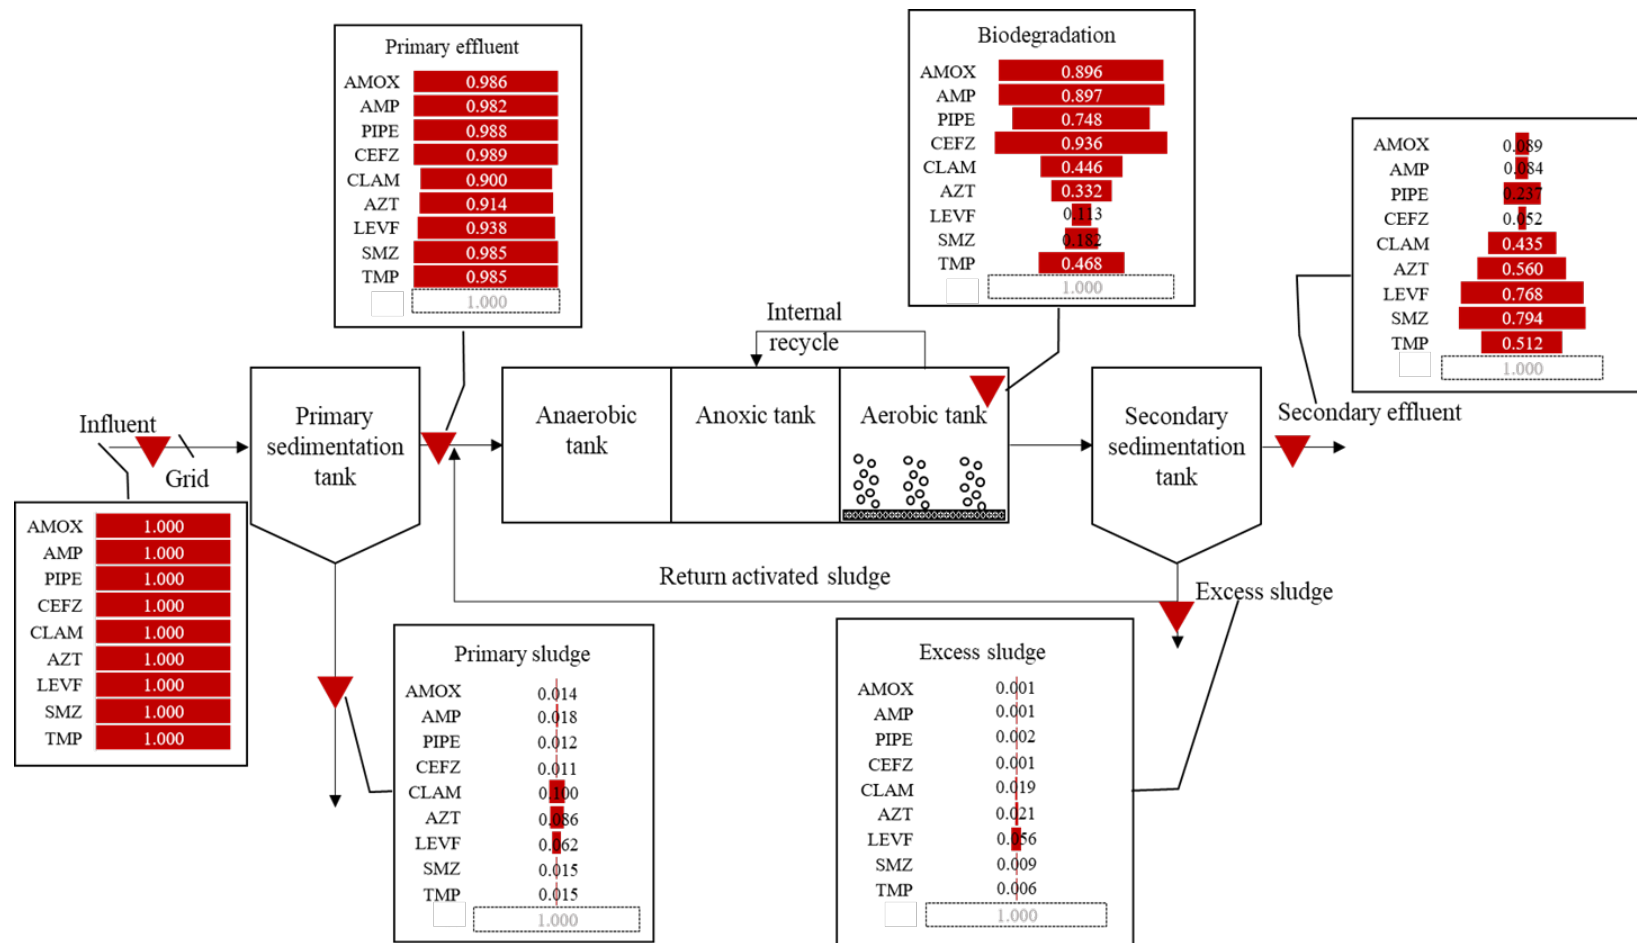 Primary effluent
AMOX 0.986
AMP 0.982
PIPE 0.988
CEFZ 0.989
CLAM 0.900
AZT 0.914
LEVF 0.938
SMZ 0.985
TMP 0.985
1.000
Biodegradation
AMOX 0.896
AMP 0.897
PIPE 0.748
CEFZ 0.936
CLAM 0.446
AZT 0.332
LEVF 0.113
SMZ 0.182
TMP 0.468
1.000
AMOX 0.089
AMP 0.084
PIPE 0.237
CEFZ 0.052
CLAM 0.435
AZT 0.560
LEVF 0.768
SMZ 0.794
TMP 0.512
1.000
Internal
recycle
Influent
Grid
Primary
sedimentation
tank
Anaerobic
tank
Anoxic tank
Aerobic tank
Secondary
sedimentation
tank
Secondary effluent
AMOX 1.000
AMP 1.000
PIPE 1.000
CEFZ 1.000
CLAM 1.000
AZT 1.000
LEVF 1.000
SMZ 1.000
TMP 1.000
Return activated sludge
Excess sludge
Primary sludge
AMOX 0.014
AMP 0.018
PIPE 0.012
CEFZ 0.011
CLAM 0.100
AZT 0.086
LEVF 0.062
SMZ 0.015
TMP 0.015
1.000
Excess sludge
AMOX 0.001
AMP 0.001
PIPE 0.002
CEFZ 0.001
CLAM 0.019
AZT 0.021
LEVF 0.056
SMZ 0.009
TMP 0.006
1.000